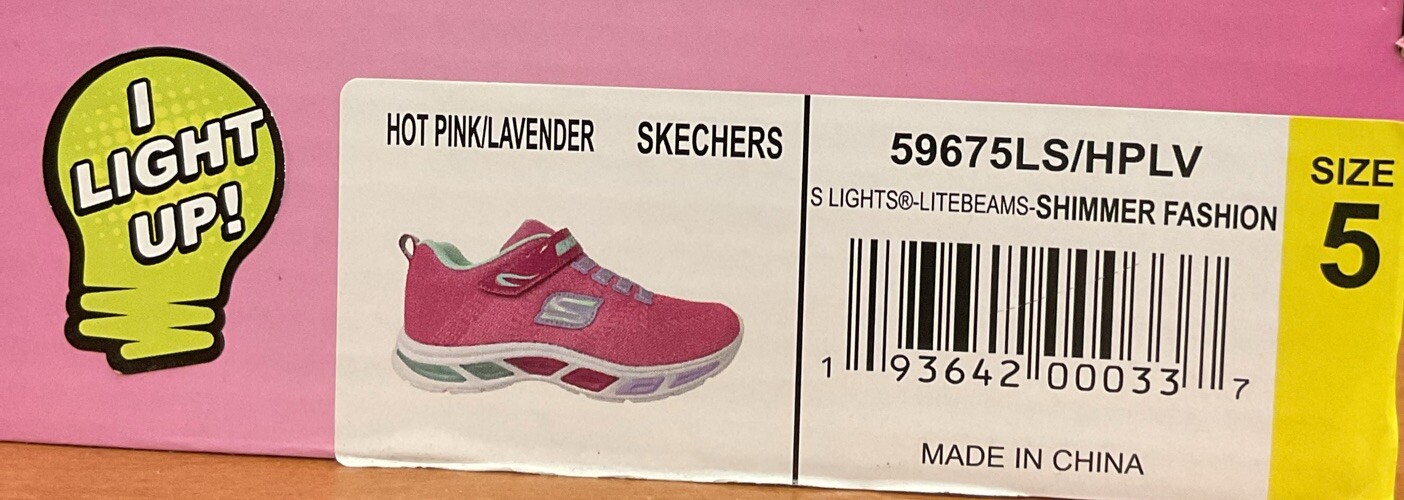 I
LIGHT
UP!
HOT PINK/LAVENDER SKECHERS
59675LS/HPLV
S LIGHTS®-LITEBEAMS-SHIMMER FASHION
1 93642 00033 7
MADE IN CHINA
SIZE
5